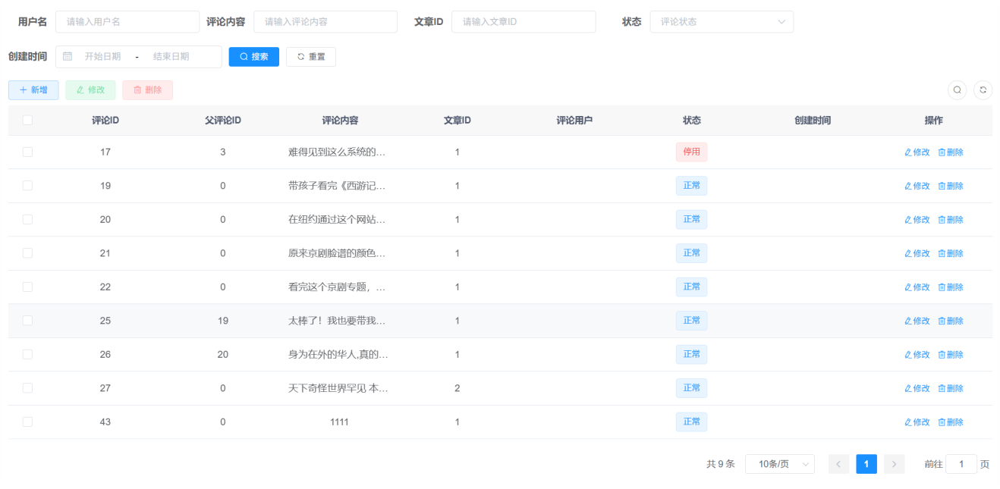 用户名 请输入用户名 评论内容 请输入评论内容 文章ID 请输入文章ID 状态 评论状态
创建时间 开始日期 - 结束日期 搜索 重置
新增 修改 删除
评论ID 父评论ID 评论内容 文章ID 评论用户 状态 创建时间 操作
17 3 难得见到这么系统的... 1 停用 修改 删除
19 0 带孩子看完《西游记... 1 正常 修改 删除
20 0 在纽约通过这个网站... 1 正常 修改 删除
21 0 原来京剧脸谱的颜色... 1 正常 修改 删除
22 0 看完这个京剧专题，... 1 正常 修改 删除
25 19 太棒了！我也要带我... 1 正常 修改 删除
26 20 身为在外的华人,真的... 1 正常 修改 删除
27 0 天下奇怪世界罕见 本... 2 正常 修改 删除
43 0 1111 1 正常 修改 删除
共 9 条 10条/页 1 前往 1 页